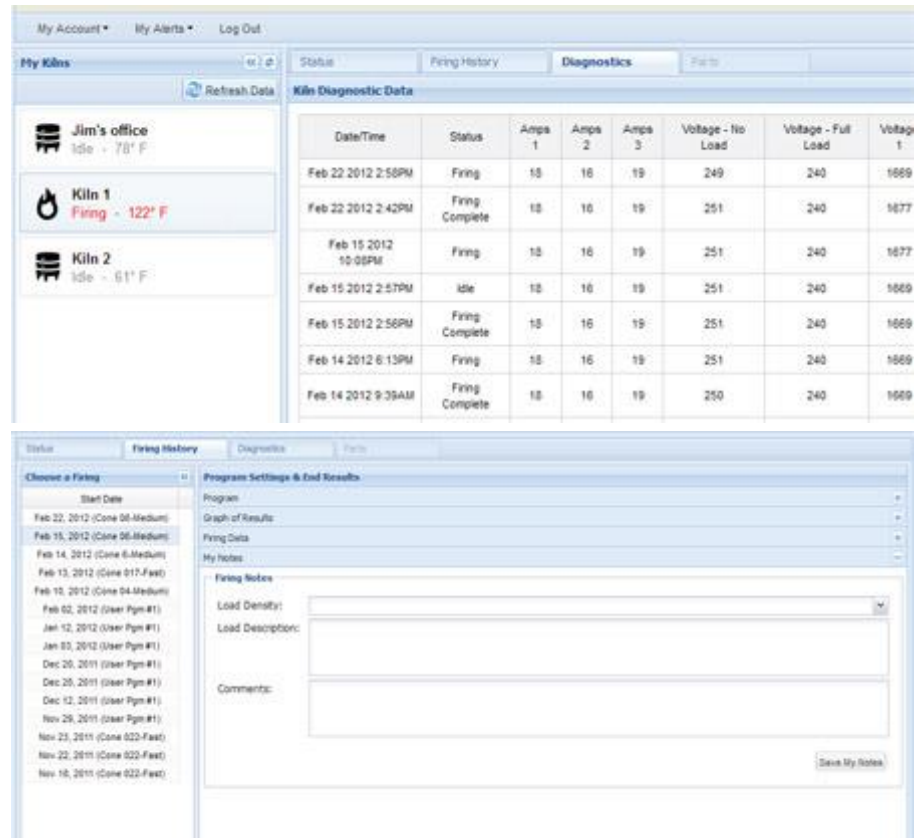 My Account My Alerts Log Out
My Kilns
Refresh Data
Jim's office
Idle - 78° F
Kiln 1
Firing - 122° F
Kiln 2
Idle - 61° F
Status Firing History Diagnostics Parts
Kiln Diagnostic Data
Date/Time Status Amps 1 Amps 2 Amps 3 Voltage - No Load Voltage - Full Load Voltage 1
Feb 22 2012 2:58PM Firing 18 16 19 249 240 1669
Feb 22 2012 2:42PM Firing Complete 18 16 19 251 240 1677
Feb 15 2012 10:08PM Firing 18 16 19 251 240 1677
Feb 15 2012 2:57PM Idle 18 16 19 251 240 1669
Feb 15 2012 2:56PM Firing Complete 18 16 19 251 240 1669
Feb 14 2012 6:13PM Firing 18 16 19 251 240 1669
Feb 14 2012 9:39AM Firing Complete 18 16 19 250 240 1669
Status Firing History Diagnostics Parts
Choose a Firing
Start Date
Feb 22, 2012 (Cone 06-Medium)
Feb 15, 2012 (Cone 06-Medium)
Feb 14, 2012 (Cone 6-Medium)
Feb 13, 2012 (Cone 017-Fast)
Feb 10, 2012 (Cone 04-Medium)
Feb 02, 2012 (User Pgm #1)
Jan 12, 2012 (User Pgm #1)
Jan 03, 2012 (User Pgm #1)
Dec 28, 2011 (User Pgm #1)
Dec 20, 2011 (User Pgm #1)
Dec 12, 2011 (User Pgm #1)
Nov 29, 2011 (User Pgm #1)
Nov 23, 2011 (Cone 022-Fast)
Nov 22, 2011 (Cone 022-Fast)
Nov 18, 2011 (Cone 022-Fast)
Program Settings & End Results
Program
Graph of Results
Firing Data
My Notes
Firing Notes
Load Density:
Load Description:
Comments:
Save My Notes